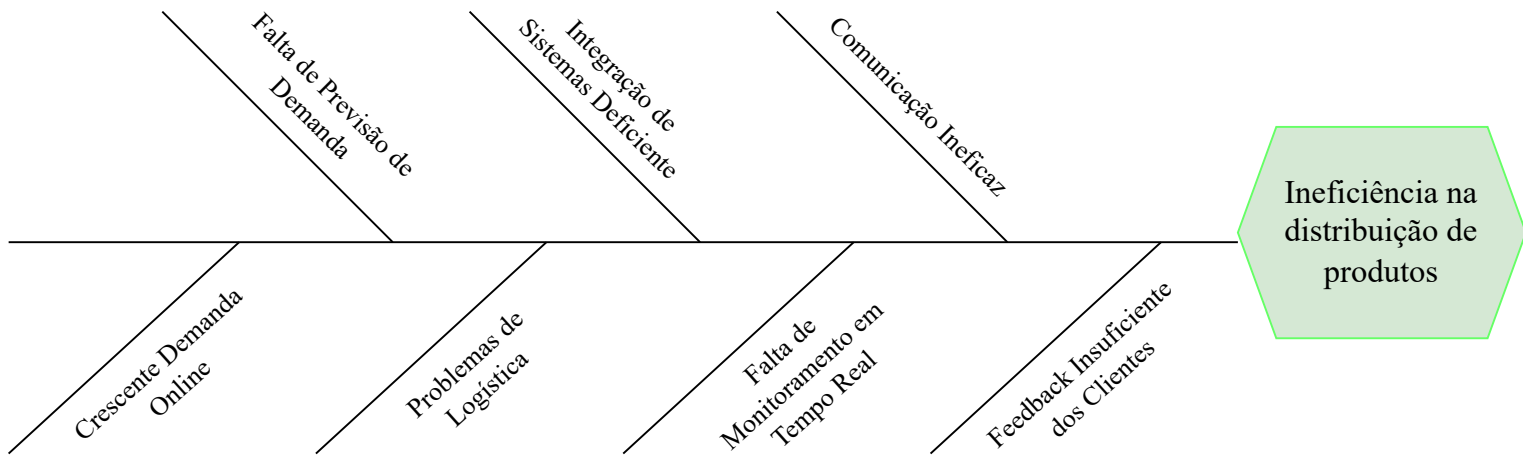 Falta de Previsão de
Demanda
Integração de
Sistemas Deficiente
Comunicação Ineficaz
Ineficiência na
distribuição de
produtos
Crescente Demanda
Online
Problemas de
Logística
Falta de
Monitoramento em
Tempo Real
Feedback Insuficiente
dos Clientes